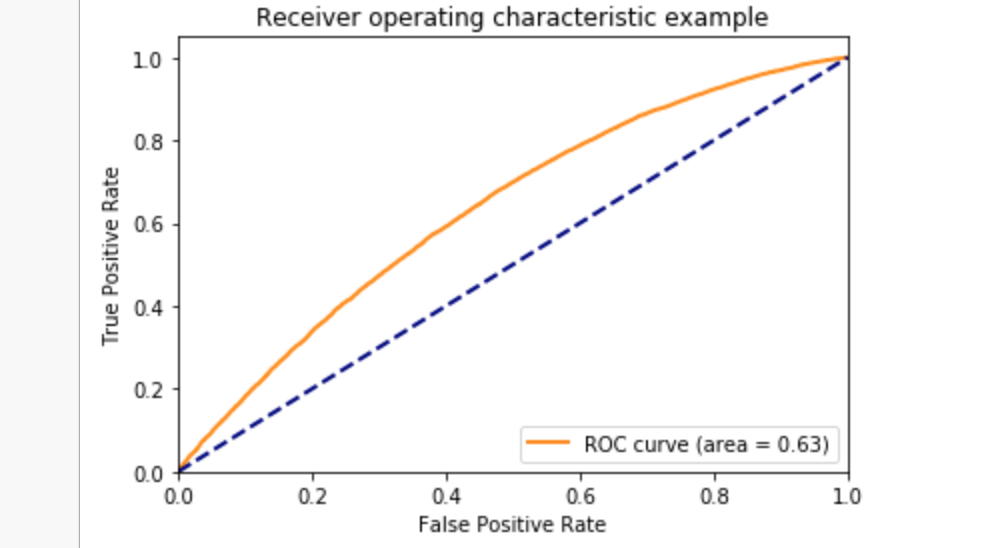 Receiver operating characteristic example
1.0
0.8
0.6
0.4
0.2
0.0
True Positive Rate
ROC curve (area = 0.63)
0.0 0.2 0.4 0.6 0.8 1.0
False Positive Rate